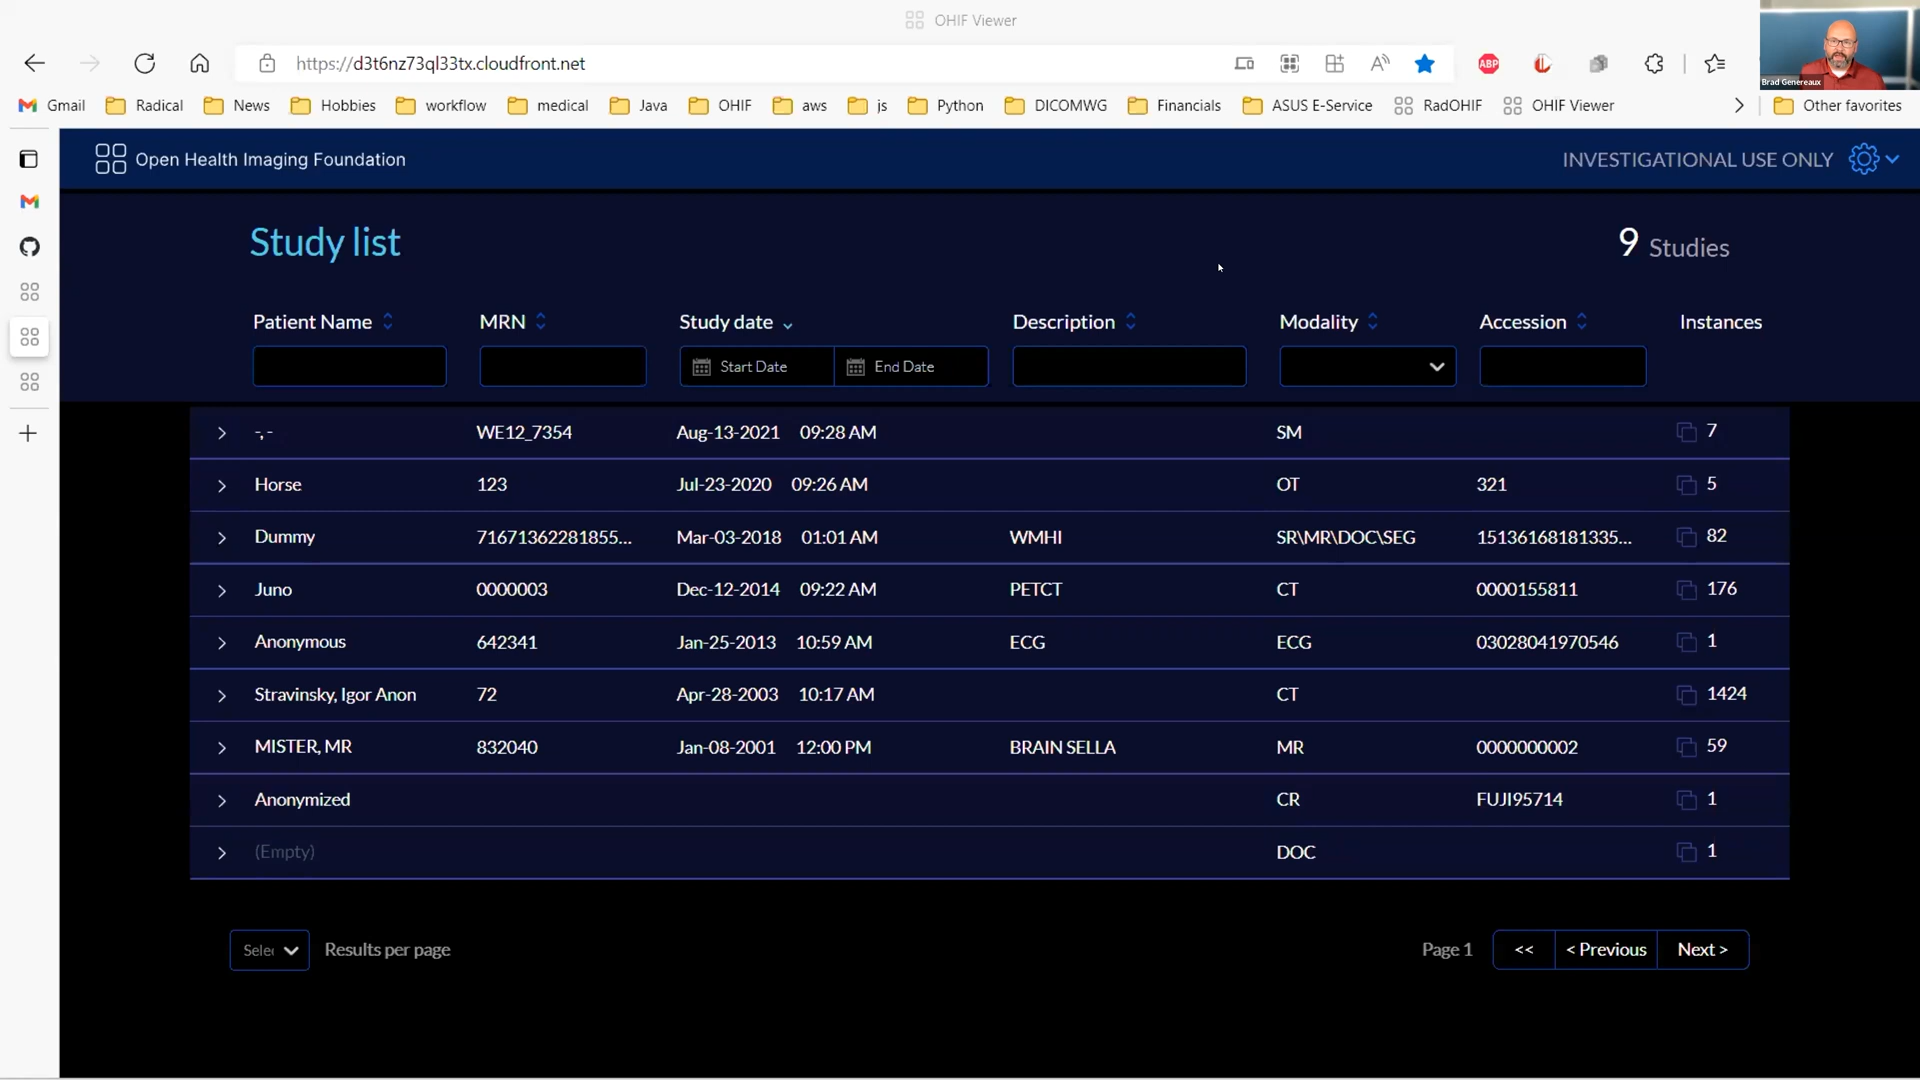 OHIF Viewer
https://d3t6nz73ql33tx.cloudfront.net
ABP
Brad Genereaux
Gmail Radical News Hobbies workflow medical Java OHIF aws js Python DICOMWG Financials ASUS E-Service RadOHIF OHIF Viewer Other favorites
Open Health Imaging Foundation INVESTIGATIONAL USE ONLY
Study list 9 Studies
Patient Name MRN Study date Description Modality Accession Instances
Start Date End Date
-, - WE12_7354 Aug-13-2021 09:28 AM SM 7
Horse 123 Jul-23-2020 09:26 AM OT 321 5
Dummy 71671362281855... Mar-03-2018 01:01 AM WMHI SR\MR\DOC\SEG 15136168181335... 82
Juno 0000003 Dec-12-2014 09:22 AM PETCT CT 0000155811 176
Anonymous 642341 Jan-25-2013 10:59 AM ECG ECG 03028041970546 1
Stravinsky, Igor Anon 72 Apr-28-2003 10:17 AM CT 1424
MISTER, MR 832040 Jan-08-2001 12:00 PM BRAIN SELLA MR 0000000002 59
Anonymized CR FUJI95714 1
(Empty) DOC 1
Selec Results per page Page 1 << < Previous Next >